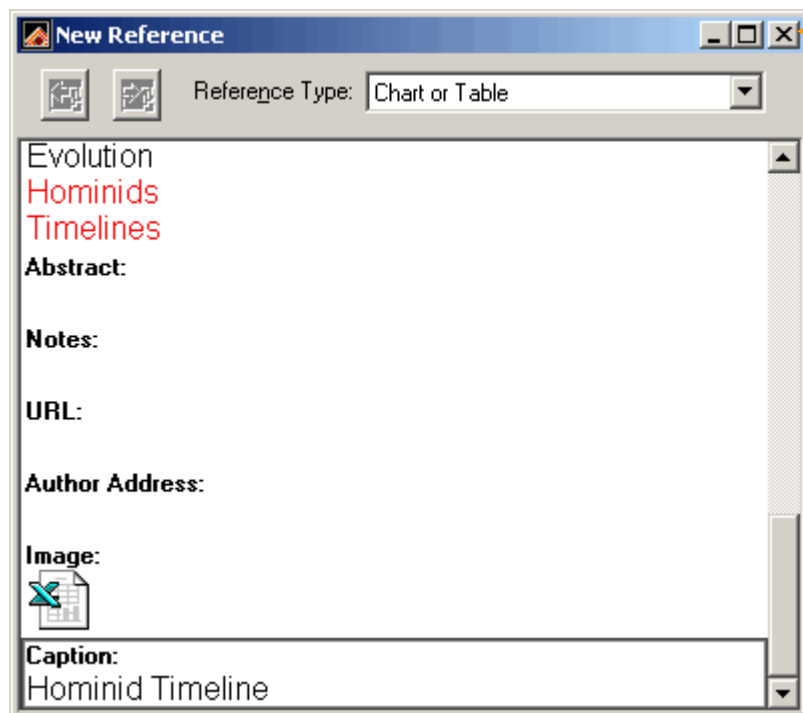 New Reference
Reference Type: Chart or Table
Evolution
Hominids
Timelines
Abstract:
Notes:
URL:
Author Address:
Image:
Caption:
Hominid Timeline